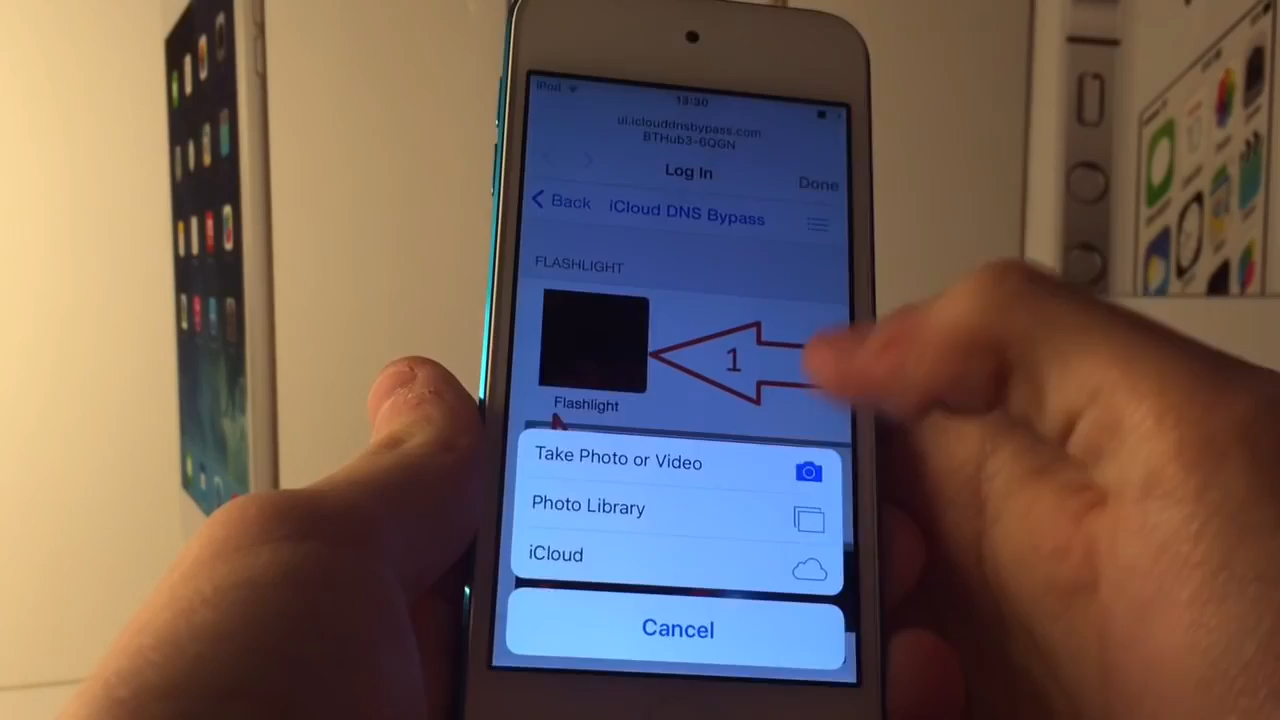 iPod
13:30
ui.iclouddnsbypass.com
BTHub3-6QGN
Log In
Done
Back
iCloud DNS Bypass
FLASHLIGHT
1
Flashlight
Take Photo or Video
Photo Library
iCloud
Cancel